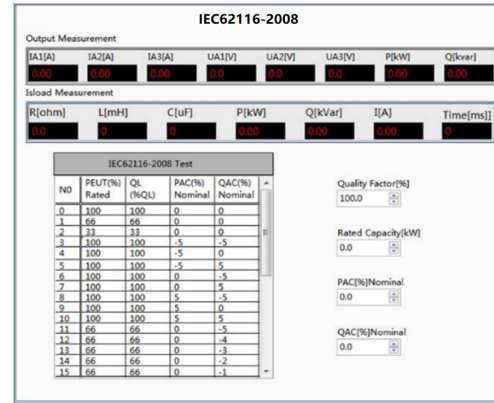 IEC62116-2008
Output Measurement
IA1[A] IA2[A] IA3[A] UA1[V] UA2[V] UA3[V] P[kW] Q[kvar]
0.00 0.00 0.00 0.00 0.00 0.00 0.00 0.00
Isload Measurement
R[ohm] L[mH] C[uF] P[kW] Q[kVar] I[A] Time[ms]]
0.0 0 0 0.00 0.00 0.00 0
IEC62116-2008 Test
N0 PEUT(%) Rated QL (%QL) PAC(%) Nominal QAC(%) Nominal
0 100 100 0 0
1 66 66 0 0
2 33 33 0 0
3 100 100 -5 -5
4 100 100 -5 0
5 100 100 -5 5
6 100 100 0 -5
7 100 100 0 5
8 100 100 5 -5
9 100 100 5 0
10 100 100 5 5
11 66 66 0 -5
12 66 66 0 -4
13 66 66 0 -3
14 66 66 0 -2
15 66 66 0 -1
Quality Factor[%]
100.0
Rated Capacity[kW]
0.0
PAC[%]Nominal
0.0
QAC[%]Nominal
0.0